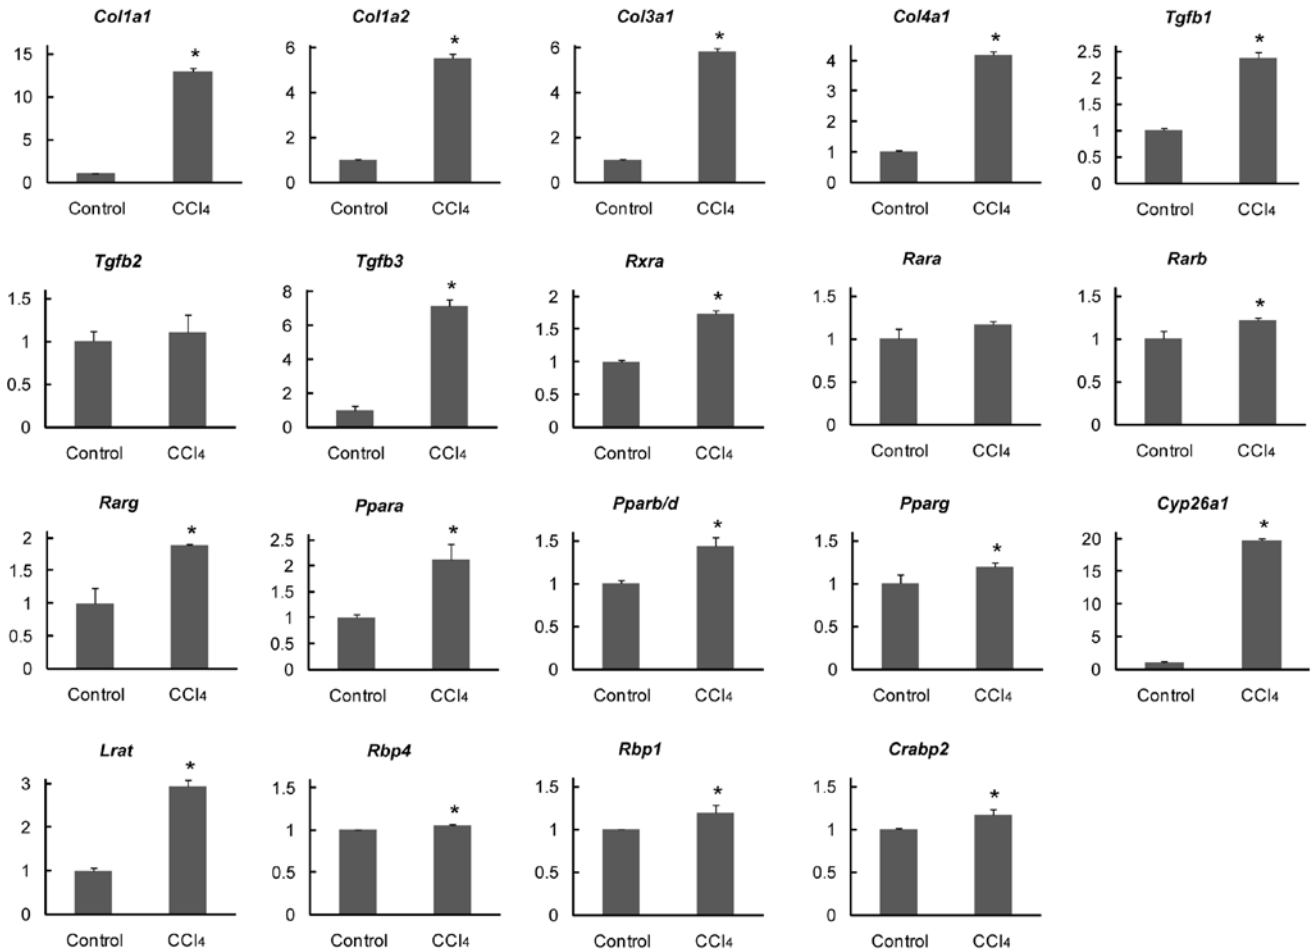 Col1a1 Col1a2 Col3a1 Col4a1 Tgfb1
15 10 5 0 * Control CCl4
6 4 2 0 * Control CCl4
6 4 2 0 * Control CCl4
4 3 2 1 0 * Control CCl4
2.5 2 1.5 1 0.5 0 * Control CCl4
Tgfb2 Tgfb3 Rxra Rara Rarb
1.5 1 0.5 0 Control CCl4
8 6 4 2 0 * Control CCl4
2 1.5 1 0.5 0 * Control CCl4
1.5 1 0.5 0 Control CCl4
1.5 1 0.5 0 * Control CCl4
Rarg Ppara Pparb/d Pparg Cyp26a1
2 1.5 1 0.5 0 * Control CCl4
2.5 2 1.5 1 0.5 0 * Control CCl4
1.5 1 0.5 0 * Control CCl4
1.5 1 0.5 0 * Control CCl4
20 15 10 5 0 * Control CCl4
Lrat Rbp4 Rbp1 Crabp2
3 2 1 0 * Control CCl4
1.5 1 0.5 0 * Control CCl4
1.5 1 0.5 0 * Control CCl4
1.5 1 0.5 0 * Control CCl4